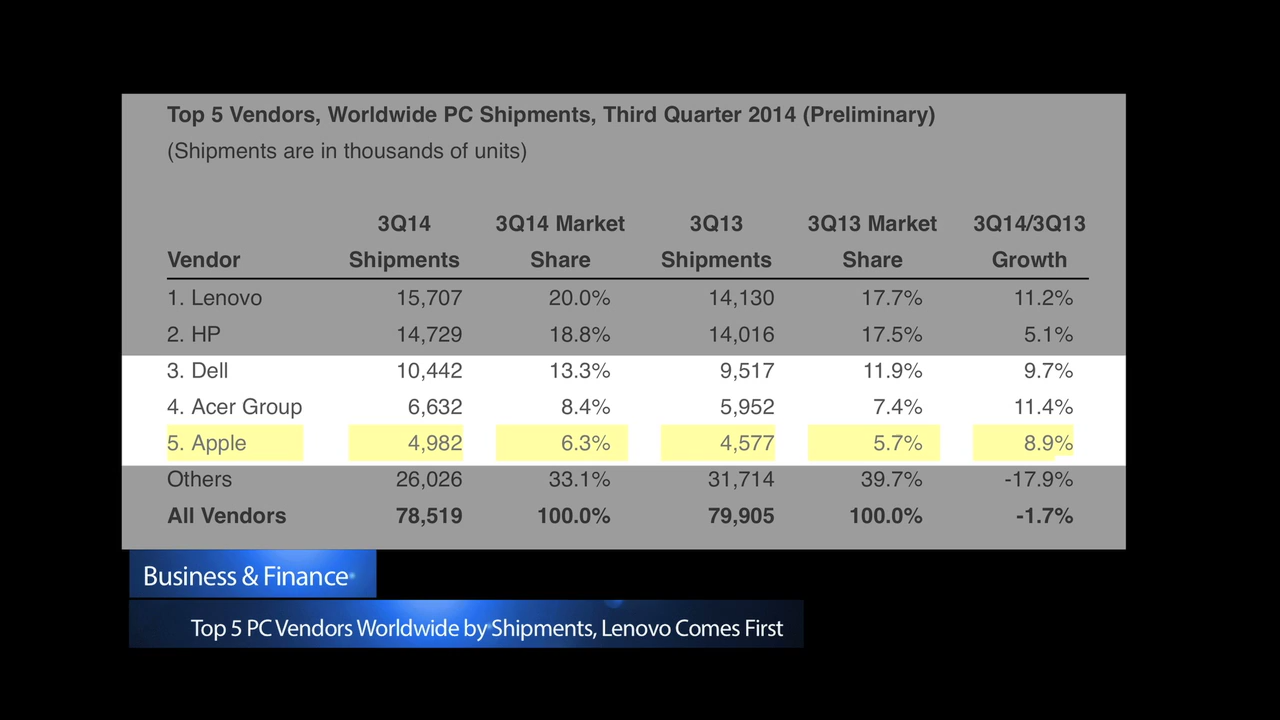 Top 5 Vendors, Worldwide PC Shipments, Third Quarter 2014 (Preliminary)
(Shipments are in thousands of units)
3Q14 3Q14 Market 3Q13 3Q13 Market 3Q14/3Q13
Vendor Shipments Share Shipments Share Growth
1. Lenovo 15,707 20.0% 14,130 17.7% 11.2%
2. HP 14,729 18.8% 14,016 17.5% 5.1%
3. Dell 10,442 13.3% 9,517 11.9% 9.7%
4. Acer Group 6,632 8.4% 5,952 7.4% 11.4%
5. Apple 4,982 6.3% 4,577 5.7% 8.9%
Others 26,026 33.1% 31,714 39.7% -17.9%
All Vendors 78,519 100.0% 79,905 100.0% -1.7%
Business & Finance
Top 5 PC Vendors Worldwide by Shipments, Lenovo Comes First